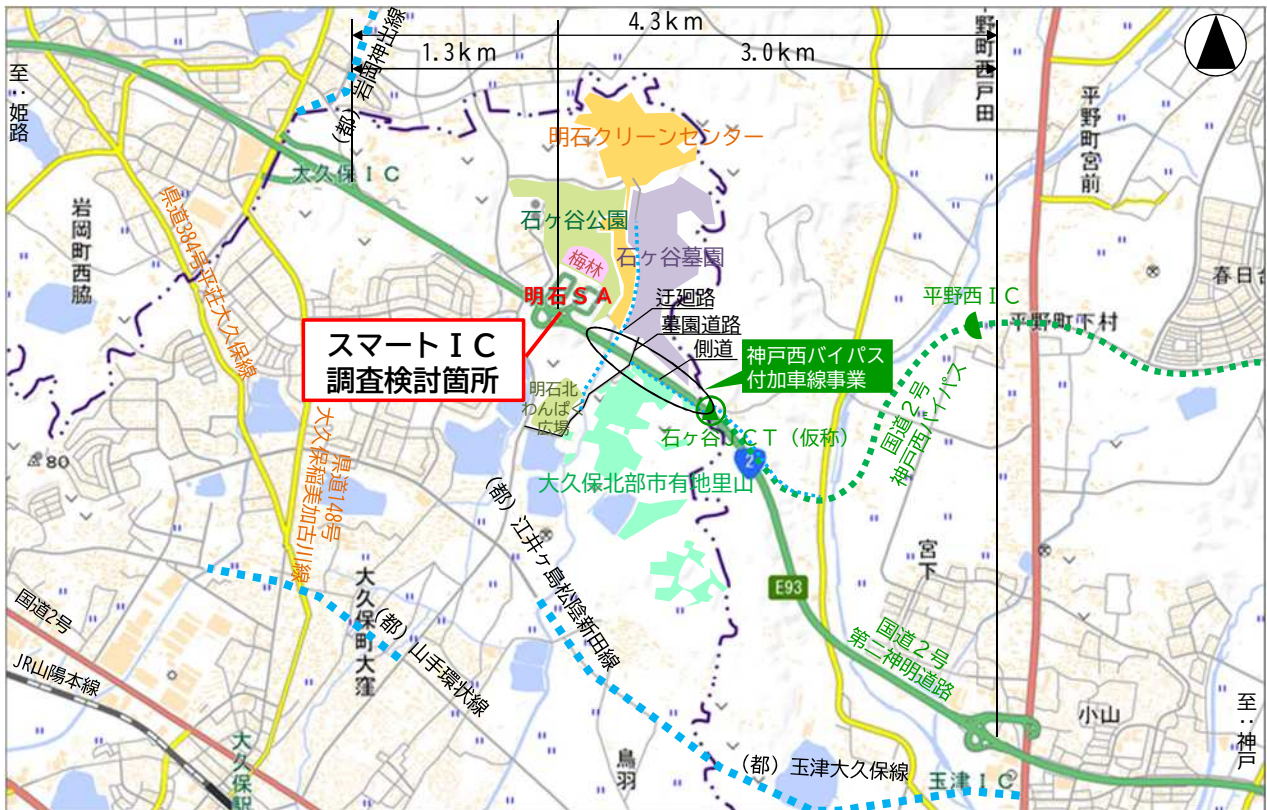 4.3km
1.3km
3.0km
(都)岩岡神出線
至:姫路
平野町西戸田
平野町宮前
明石クリーンセンター
大久保IC
石ヶ谷公園
岩岡町西脇
県道384号平荘大久保線
梅林
石ヶ谷墓園
明石SA
春日台
迂廻路
平野西IC
平野町下村
墓園道路
スマートIC
調査検討箇所
側道
神戸西バイパス
付加車線事業
明石北
わんぱく
広場
国道2号
神戸西バイパス
石ヶ谷JCT(仮称)
80
県道148号
大久保稲美加古川線
2
大久保北部市有地里山
(都)江井ヶ島松陰新田線
宮下
E93
大久保町大窪
国道2号
(都)山手環状線
国道2号
第二神明道路
JR山陽本線
小山
至:神戸
大久保駅
鳥羽
(都)玉津大久保線
玉津IC